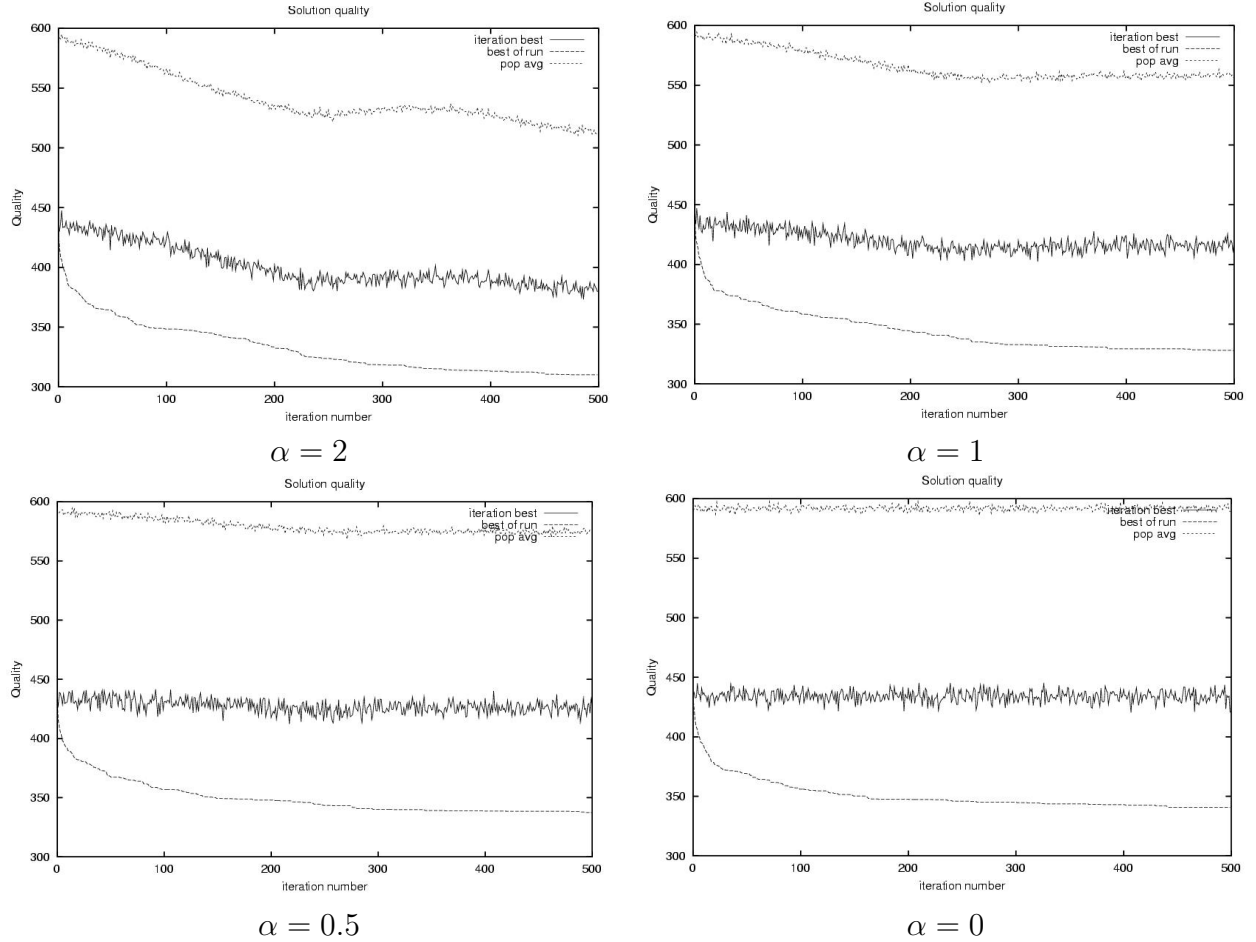 Solution quality
600
550
500
450
400
350
300
Quality
iteration best
best of run
pop avg
0 100 200 300 400 500
iteration number
α = 2
Solution quality
600
550
500
450
400
350
300
Quality
iteration best
best of run
pop avg
0 100 200 300 400 500
iteration number
α = 1
Solution quality
600
550
500
450
400
350
300
Quality
iteration best
best of run
pop avg
0 100 200 300 400 500
iteration number
α = 0.5
Solution quality
600
550
500
450
400
350
300
Quality
iteration best
best of run
pop avg
0 100 200 300 400 500
iteration number
α = 0